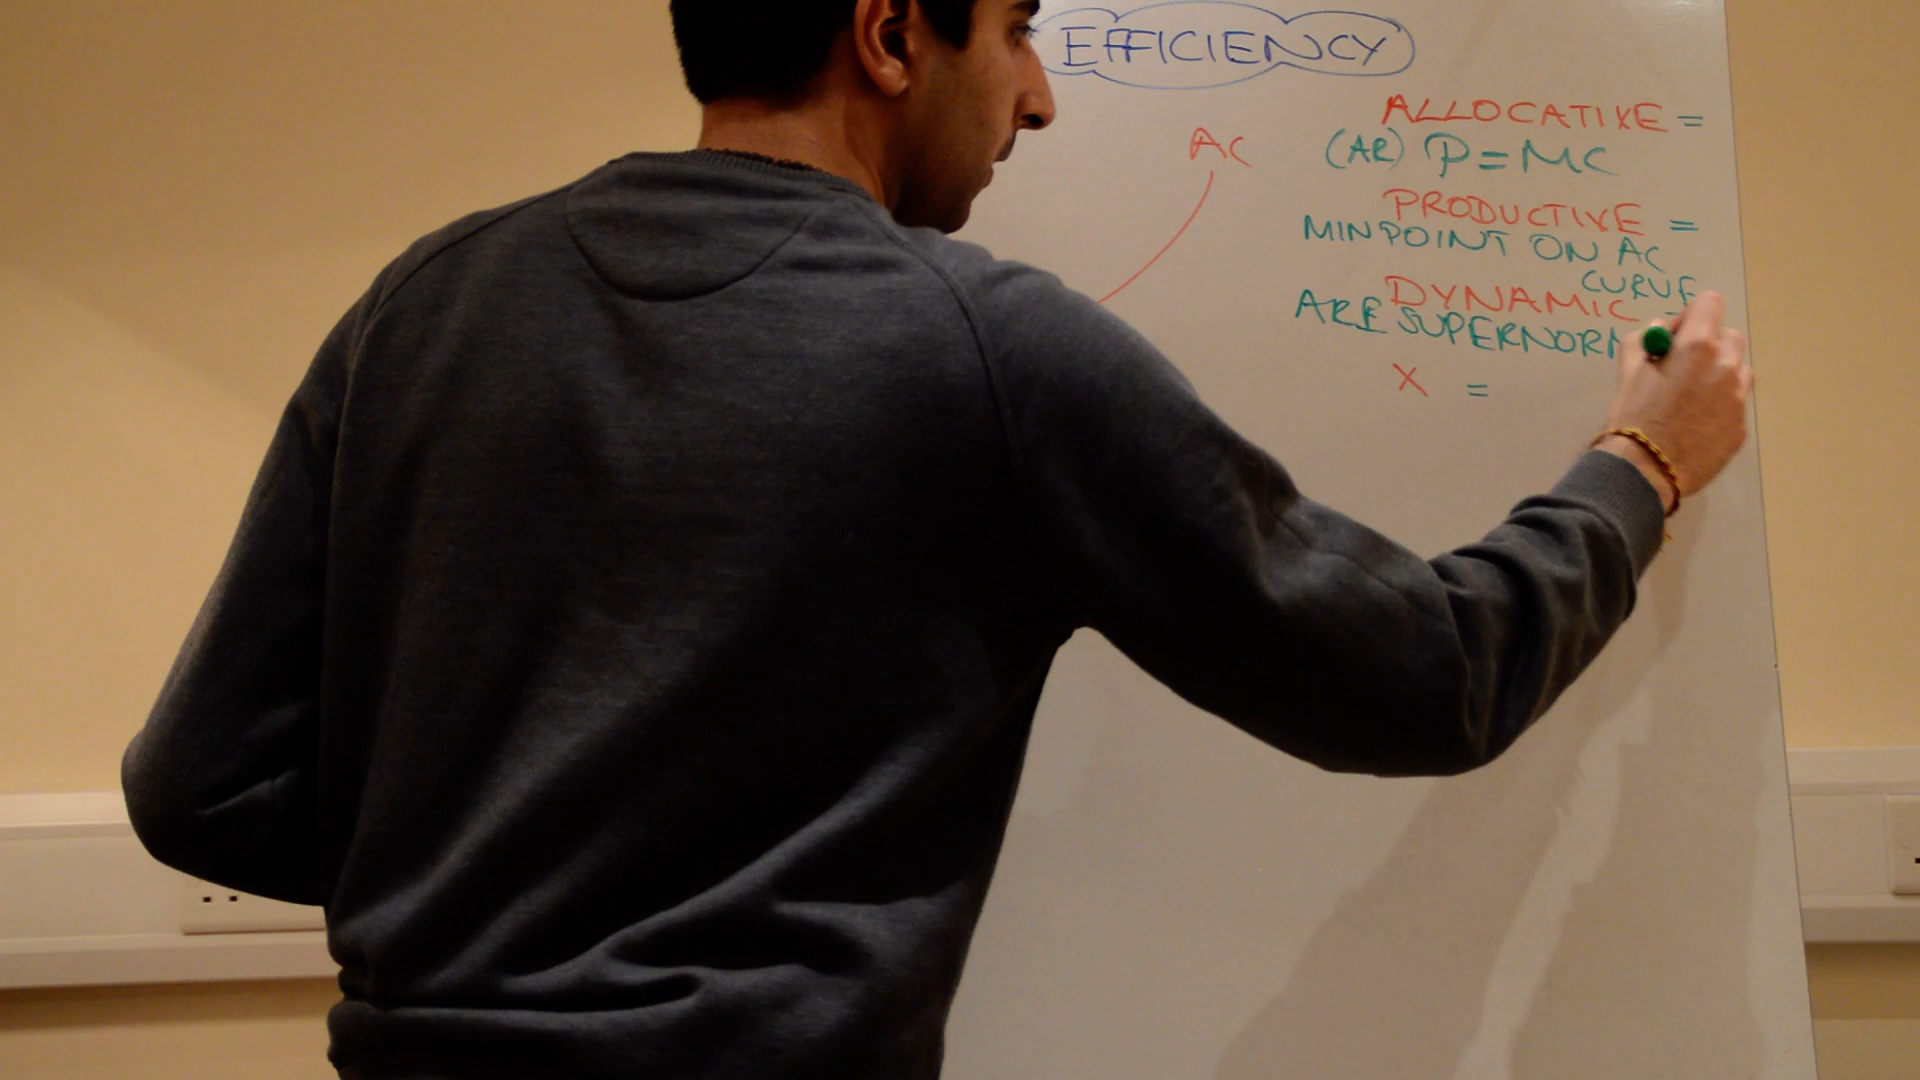 EFFICIENCY
AC
ALLOCATIVE =
(AR) P = MC
PRODUCTIVE =
MIN POINT ON AC
CURVE
DYNAMIC =
ARE SUPERNORM
X =